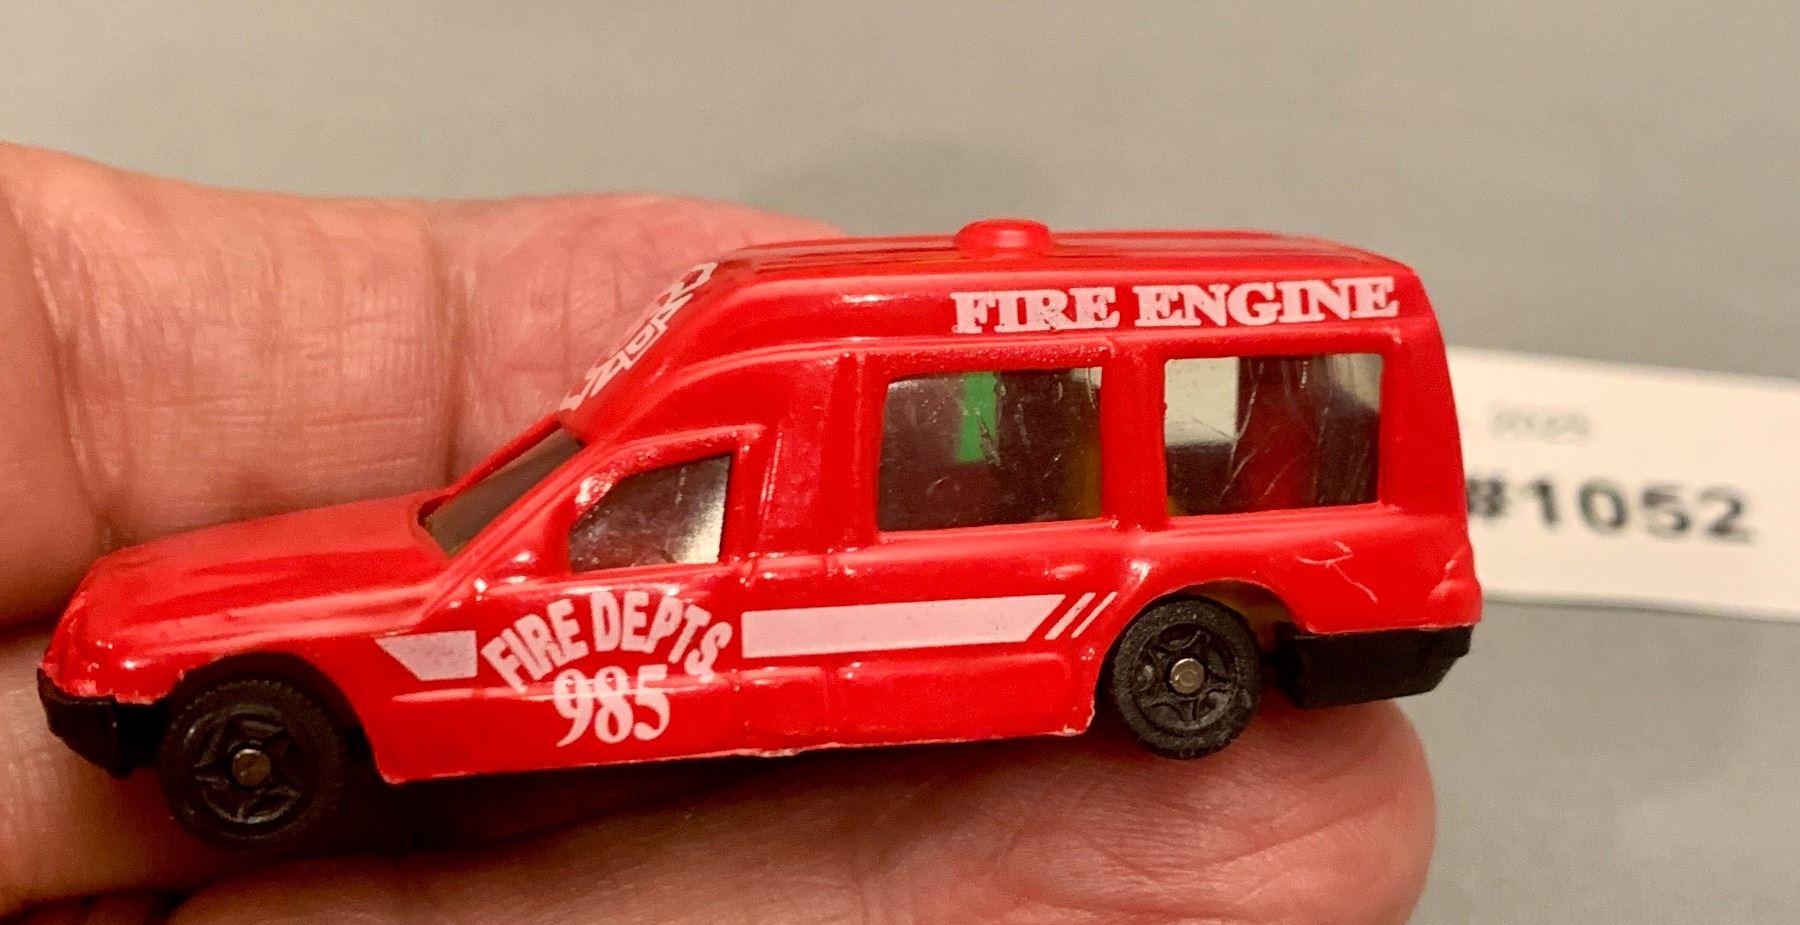 FIRE ENGINE
FIRE DEPTS.
985
#1052